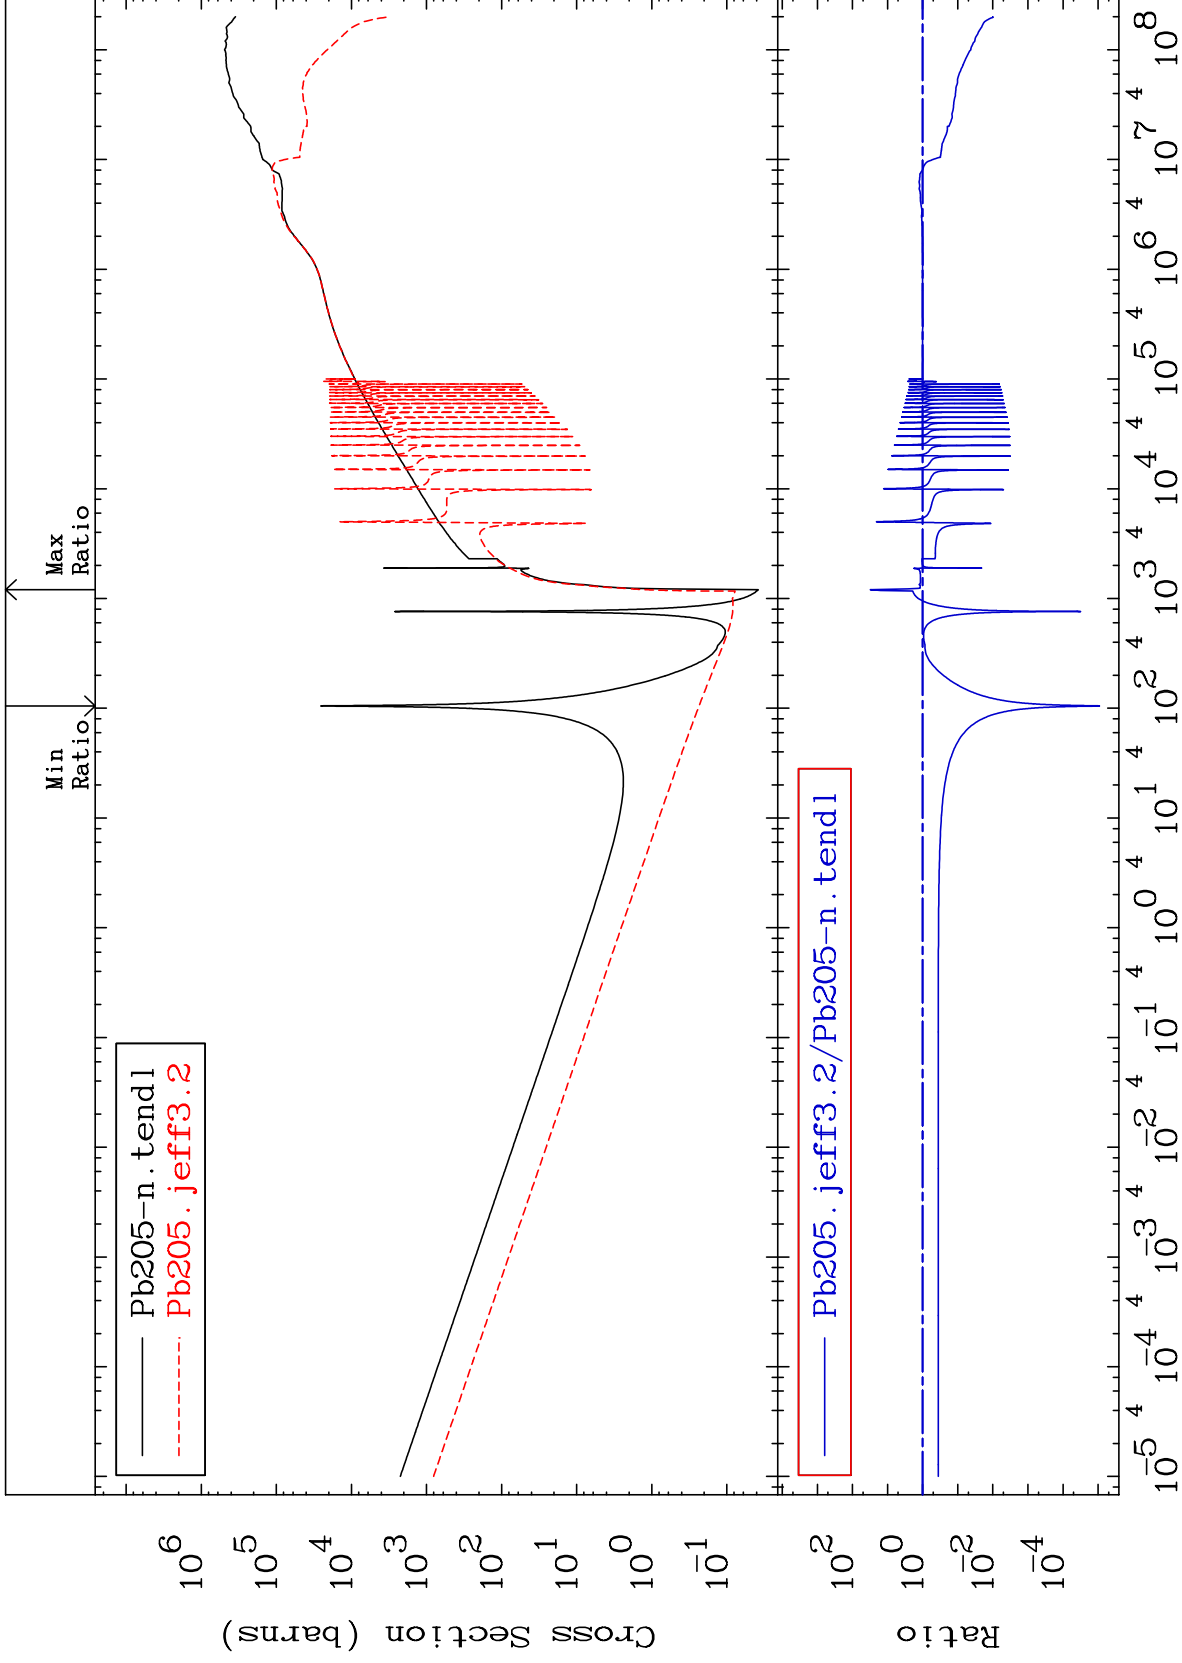 Min
Ratio
Max
Ratio
Pb205-n.tendl
Pb205.jeff3.2
Cross Section (barns)
10^6
10^5
10^4
10^3
10^2
10^1
10^0
10^-1
Pb205.jeff3.2/Pb205-n.tendl
Ratio
10^2
10^0
10^-2
10^-4
10^-5 4 10^-4 4 10^-3 4 10^-2 4 10^-1 4 10^0 4 10^1 4 10^2 4 10^3 4 10^4 4 10^5 4 10^6 4 10^7 4 10^8